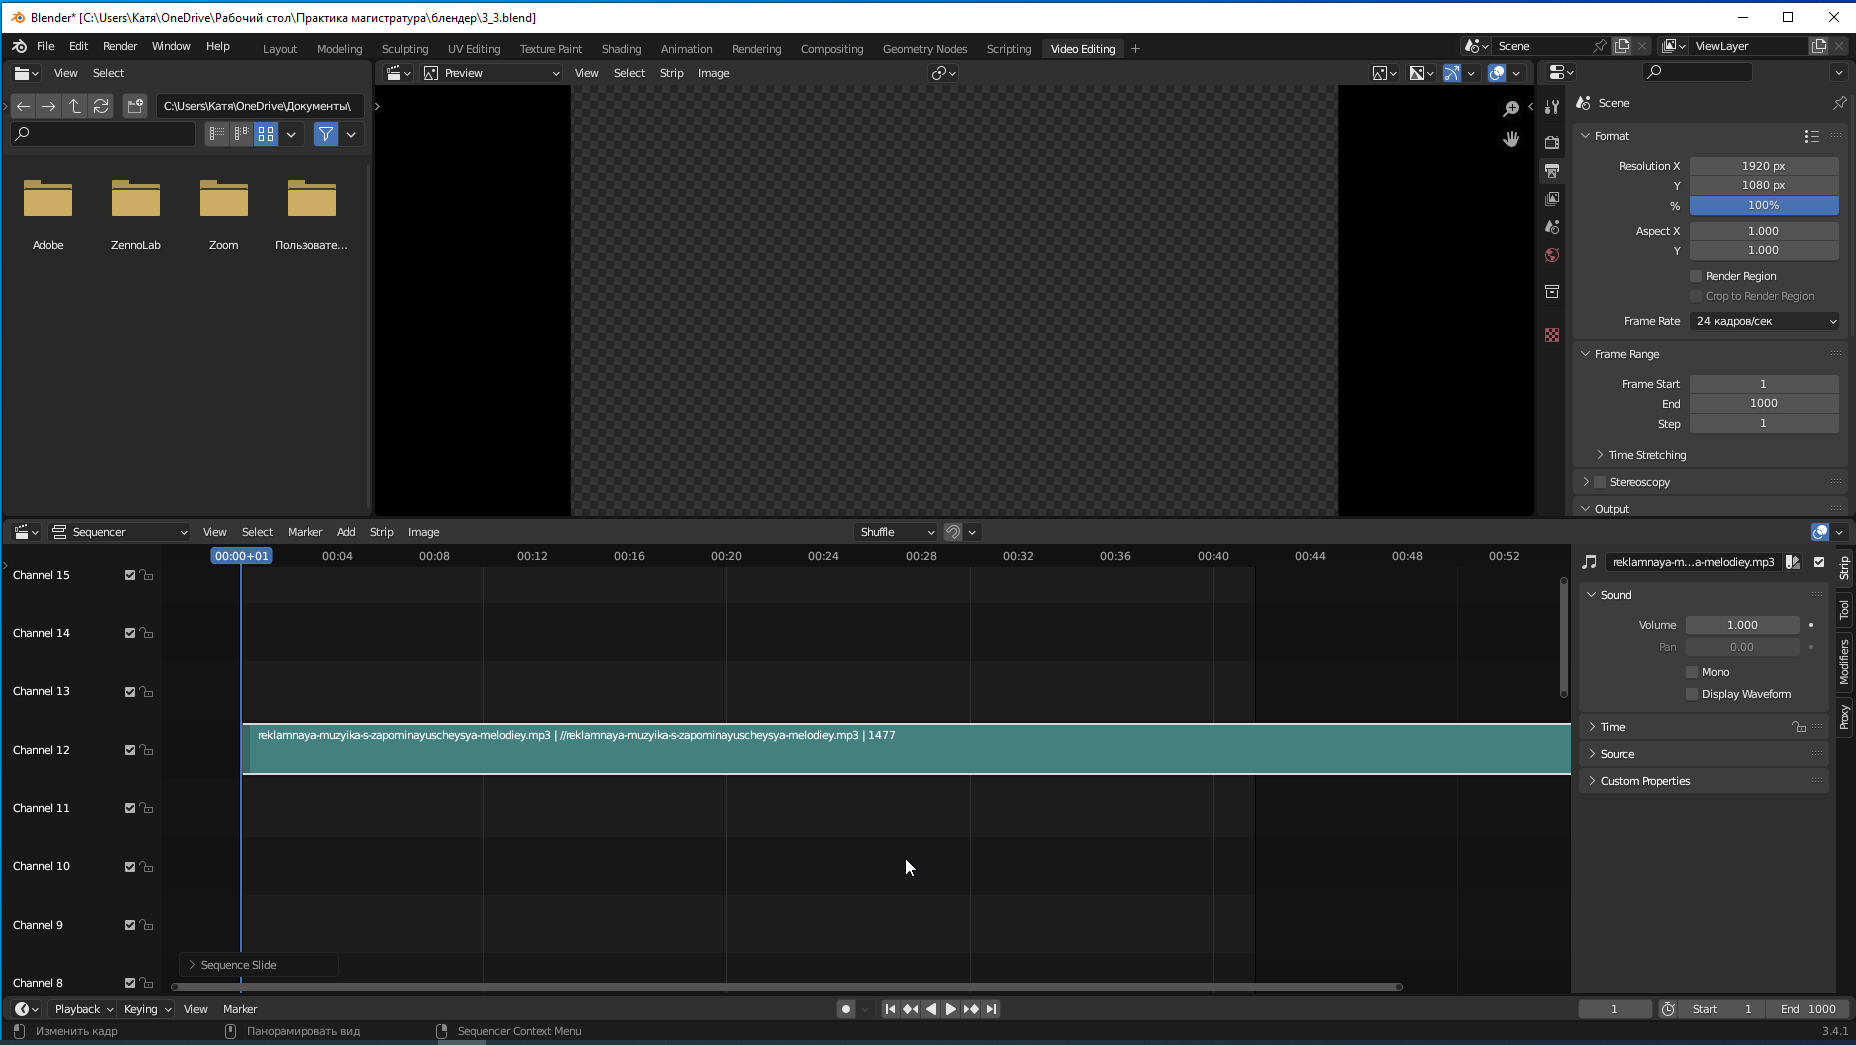 Blender* [C:\Users\Катя\OneDrive\Рабочий стол\Практика магистратура\блендер\3_3.blend]
File Edit Render Window Help Layout Modeling Sculpting UV Editing Texture Paint Shading Animation Rendering Compositing Geometry Nodes Scripting Video Editing Scene ViewLayer
View Select
C:\Users\Катя\OneDrive\Документы\
Adobe ZennoLab Zoom Пользовате...
Preview View Select Strip Image
Scene
Format
Resolution X 1920 px
Y 1080 px
% 100%
Aspect X 1.000
Y 1.000
Render Region
Crop to Render Region
Frame Rate 24 кадров/сек
Frame Range
Frame Start 1
End 1000
Step 1
Time Stretching
Stereoscopy
Output
Sequencer View Select Marker Add Strip Image Shuffle
00:00+01 00:04 00:08 00:12 00:16 00:20 00:24 00:28 00:32 00:36 00:40 00:44 00:48 00:52
Channel 15
Channel 14
Channel 13
Channel 12
reklamnaya-muzyika-s-zapominayuscheysya-melodiey.mp3 | //reklamnaya-muzyika-s-zapominayuscheysya-melodiey.mp3 | 1477
Channel 11
Channel 10
Channel 9
Channel 8
Sequence Slide
reklamnaya-m...a-melodiey.mp3
Sound
Volume 1.000
Pan 0.00
Mono
Display Waveform
Time
Source
Custom Properties
Strip
Tool
Modifiers
Proxy
Playback Keying View Marker 1 Start 1 End 1000
Изменить кадр Панорамировать вид Sequencer Context Menu 3.4.1